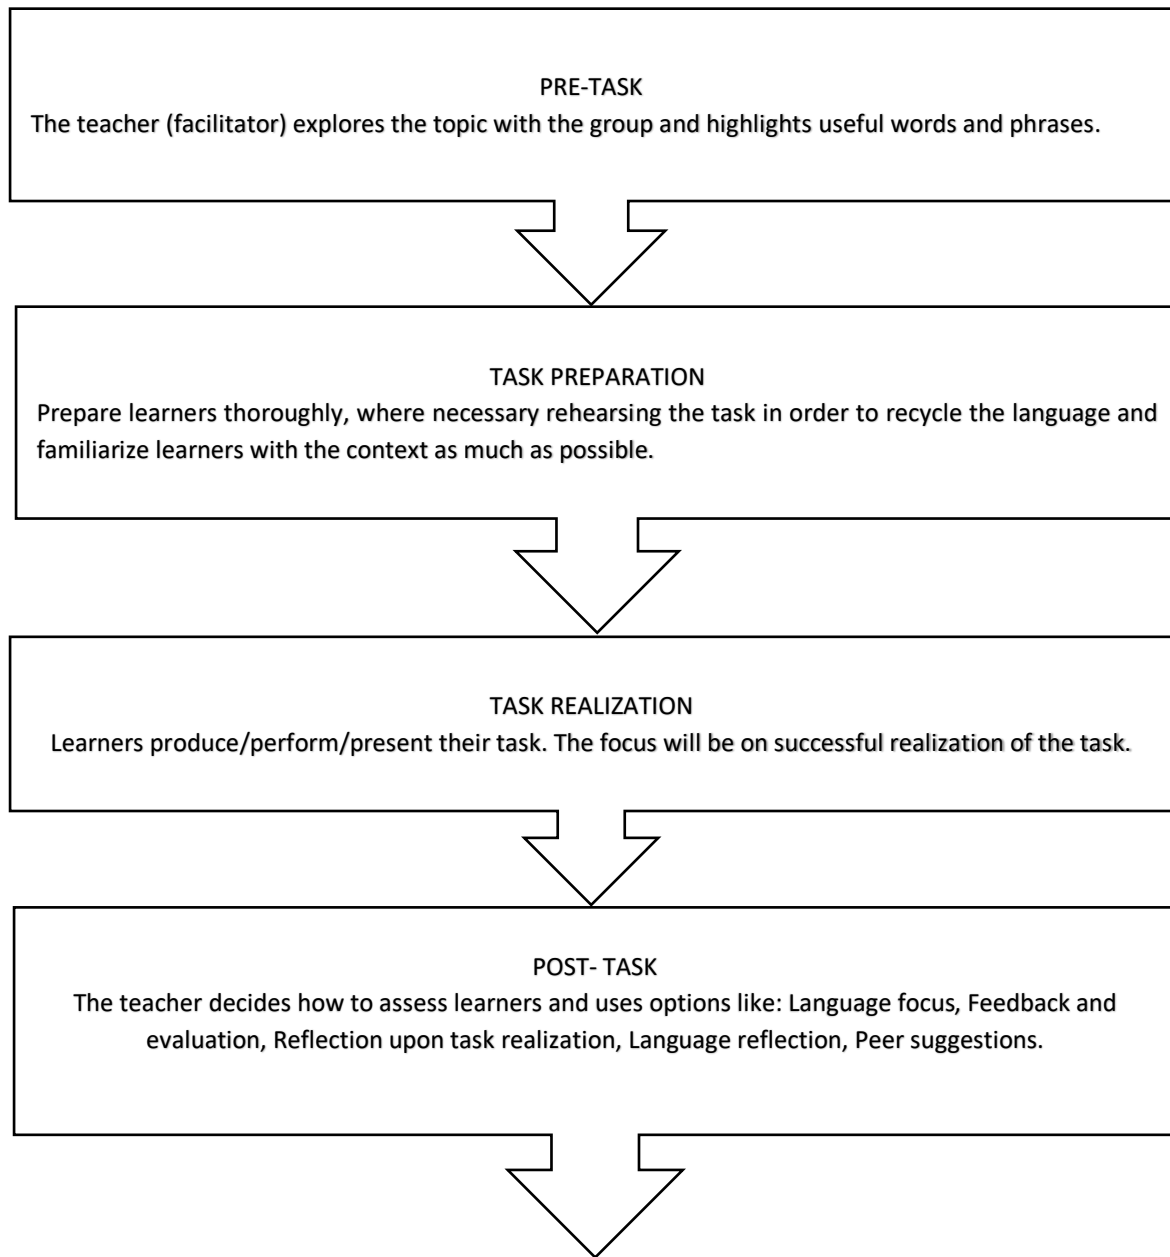 PRE-TASK
The teacher (facilitator) explores the topic with the group and highlights useful words and phrases.
TASK PREPARATION
Prepare learners thoroughly, where necessary rehearsing the task in order to recycle the language and
familiarize learners with the context as much as possible.
TASK REALIZATION
Learners produce/perform/present their task. The focus will be on successful realization of the task.
POST- TASK
The teacher decides how to assess learners and uses options like: Language focus, Feedback and
evaluation, Reflection upon task realization, Language reflection, Peer suggestions.